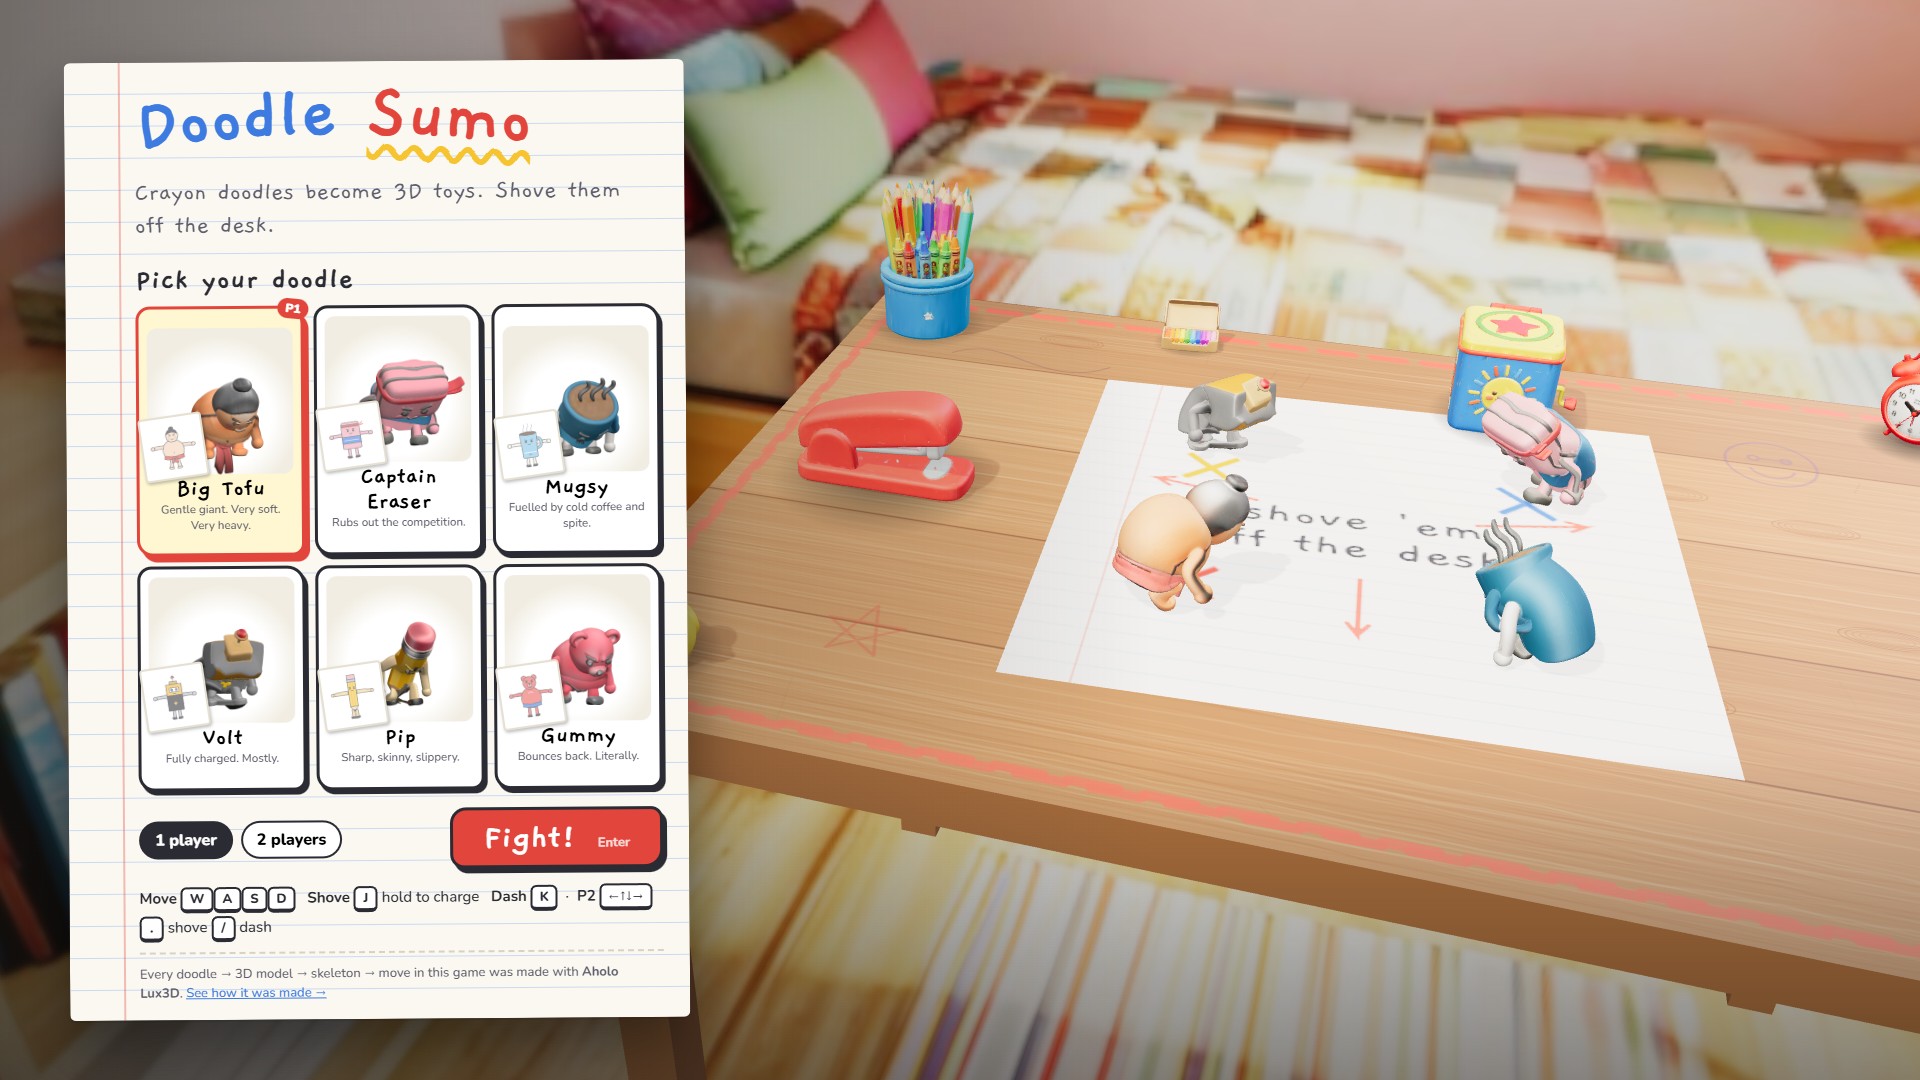 Doodle Sumo
Crayon doodles become 3D toys. Shove them
off the desk.
Pick your doodle
P1
Big Tofu
Gentle giant. Very soft.
Very heavy.
Captain
Eraser
Rubs out the competition.
Mugsy
Fuelled by cold coffee and
spite.
Volt
Fully charged. Mostly.
Pip
Sharp, skinny, slippery.
Gummy
Bounces back. Literally.
1 player
2 players
Fight! Enter
Move W A S D Shove J hold to charge Dash K · P2 ←↑↓→
. shove / dash
Every doodle → 3D model → skeleton → move in this game was made with Aholo
Lux3D. See how it was made →
shove 'em
the desk